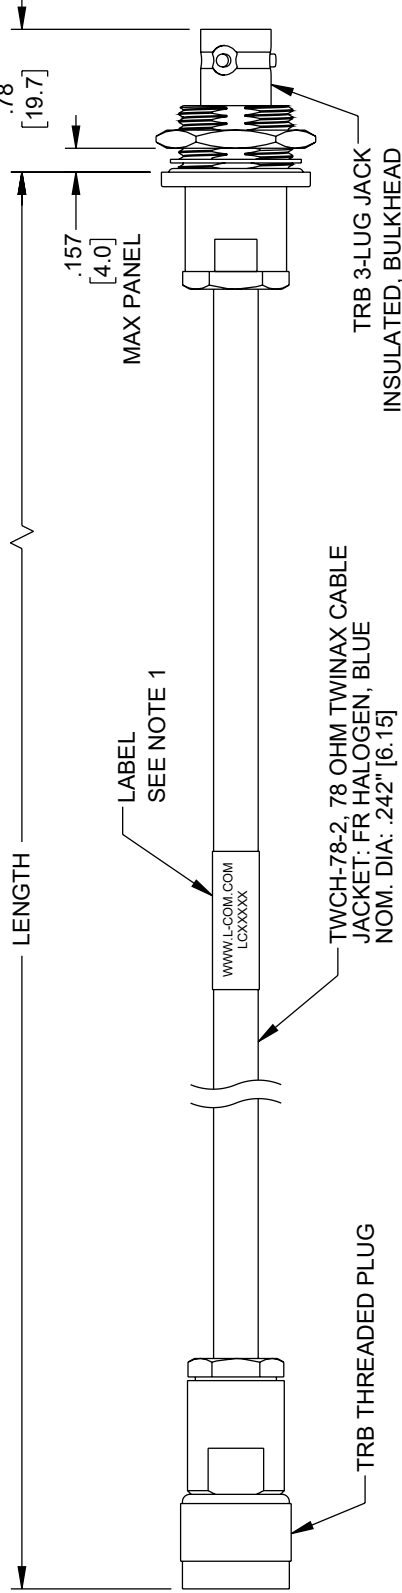 LENGTH
.78
[19.7]
.157
[4.0]
MAX PANEL
LABEL
SEE NOTE 1
WWW.L-COM.COM
LCXXXXX
TRB THREADED PLUG
TWCH-78-2, 78 OHM TWINAX CABLE
JACKET: FR HALOGEN, BLUE
NOM. DIA: .242" [6.15]
TRB 3-LUG JACK
INSULATED, BULKHEAD